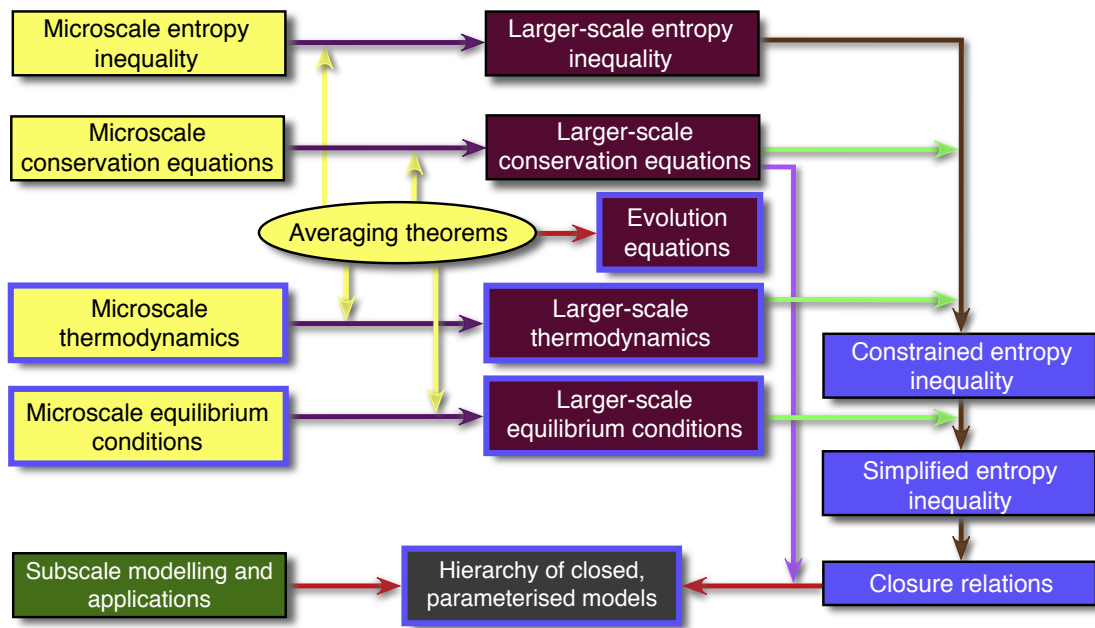 Microscale entropy
inequality
Larger-scale entropy
inequality
Microscale
conservation equations
Larger-scale
conservation equations
Averaging theorems
Evolution
equations
Microscale
thermodynamics
Larger-scale
thermodynamics
Constrained entropy
inequality
Microscale equilibrium
conditions
Larger-scale
equilibrium conditions
Simplified entropy
inequality
Subscale modelling and
applications
Hierarchy of closed,
parameterised models
Closure relations